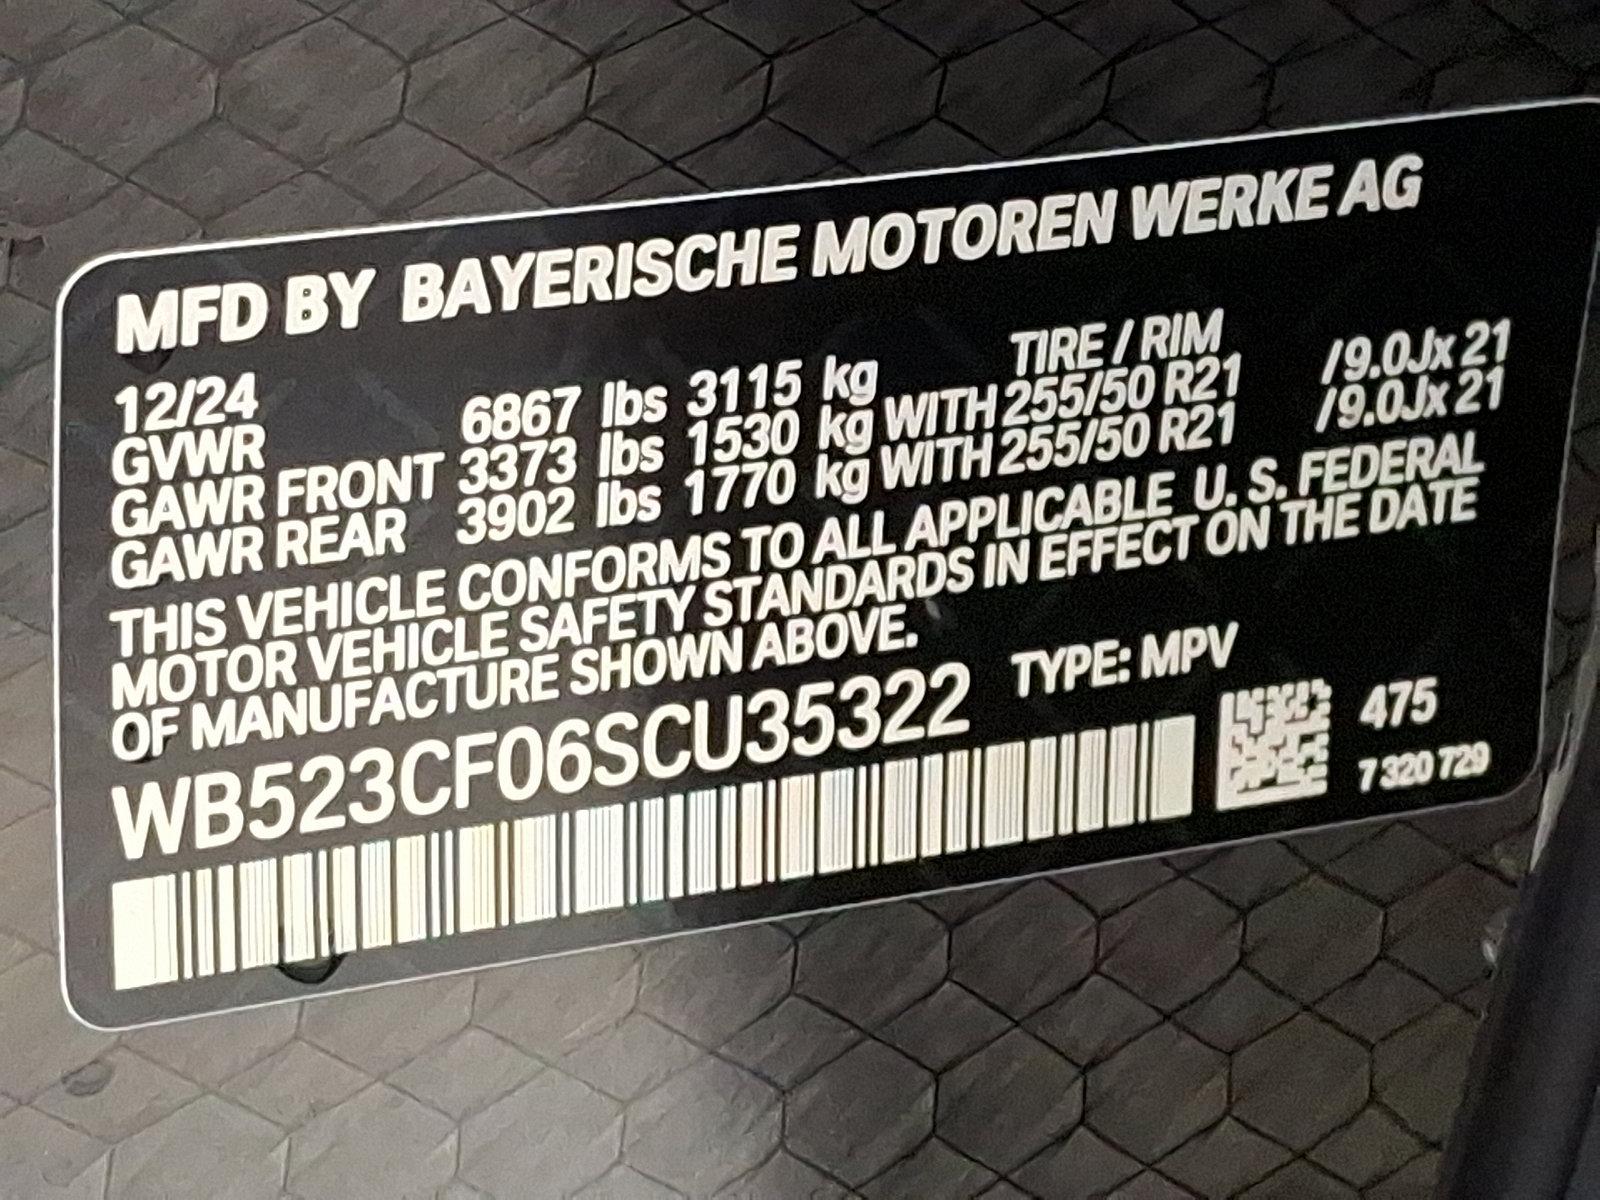 MFD BY BAYERISCHE MOTOREN WERKE AG
12/24 TIRE / RIM
GVWR 6867 lbs 3115 kg
GAWR FRONT 3373 lbs 1530 kg WITH 255/50 R21 /9.0Jx 21
GAWR REAR 3902 lbs 1770 kg WITH 255/50 R21 /9.0Jx 21
THIS VEHICLE CONFORMS TO ALL APPLICABLE U. S. FEDERAL
MOTOR VEHICLE SAFETY STANDARDS IN EFFECT ON THE DATE
OF MANUFACTURE SHOWN ABOVE.
WB523CF06SCU35322 TYPE: MPV
475
7 320 729